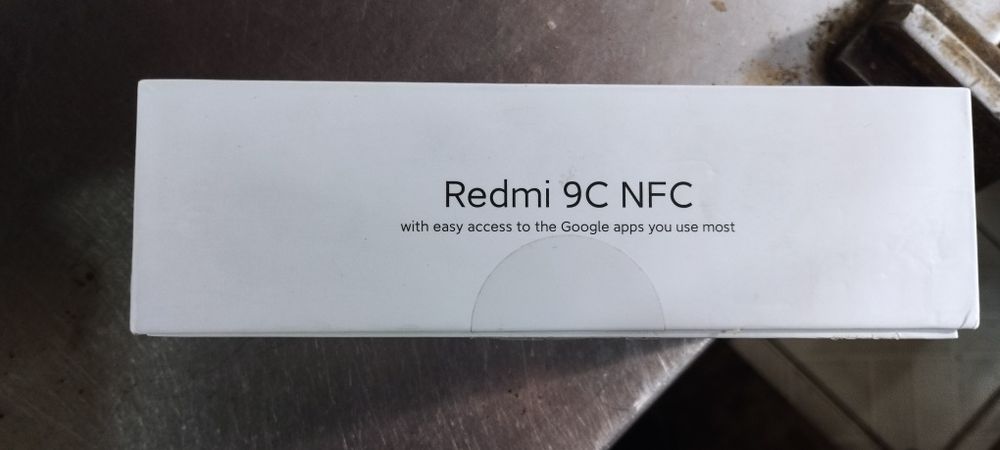 Redmi 9C NFC
with easy access to the Google apps you use most